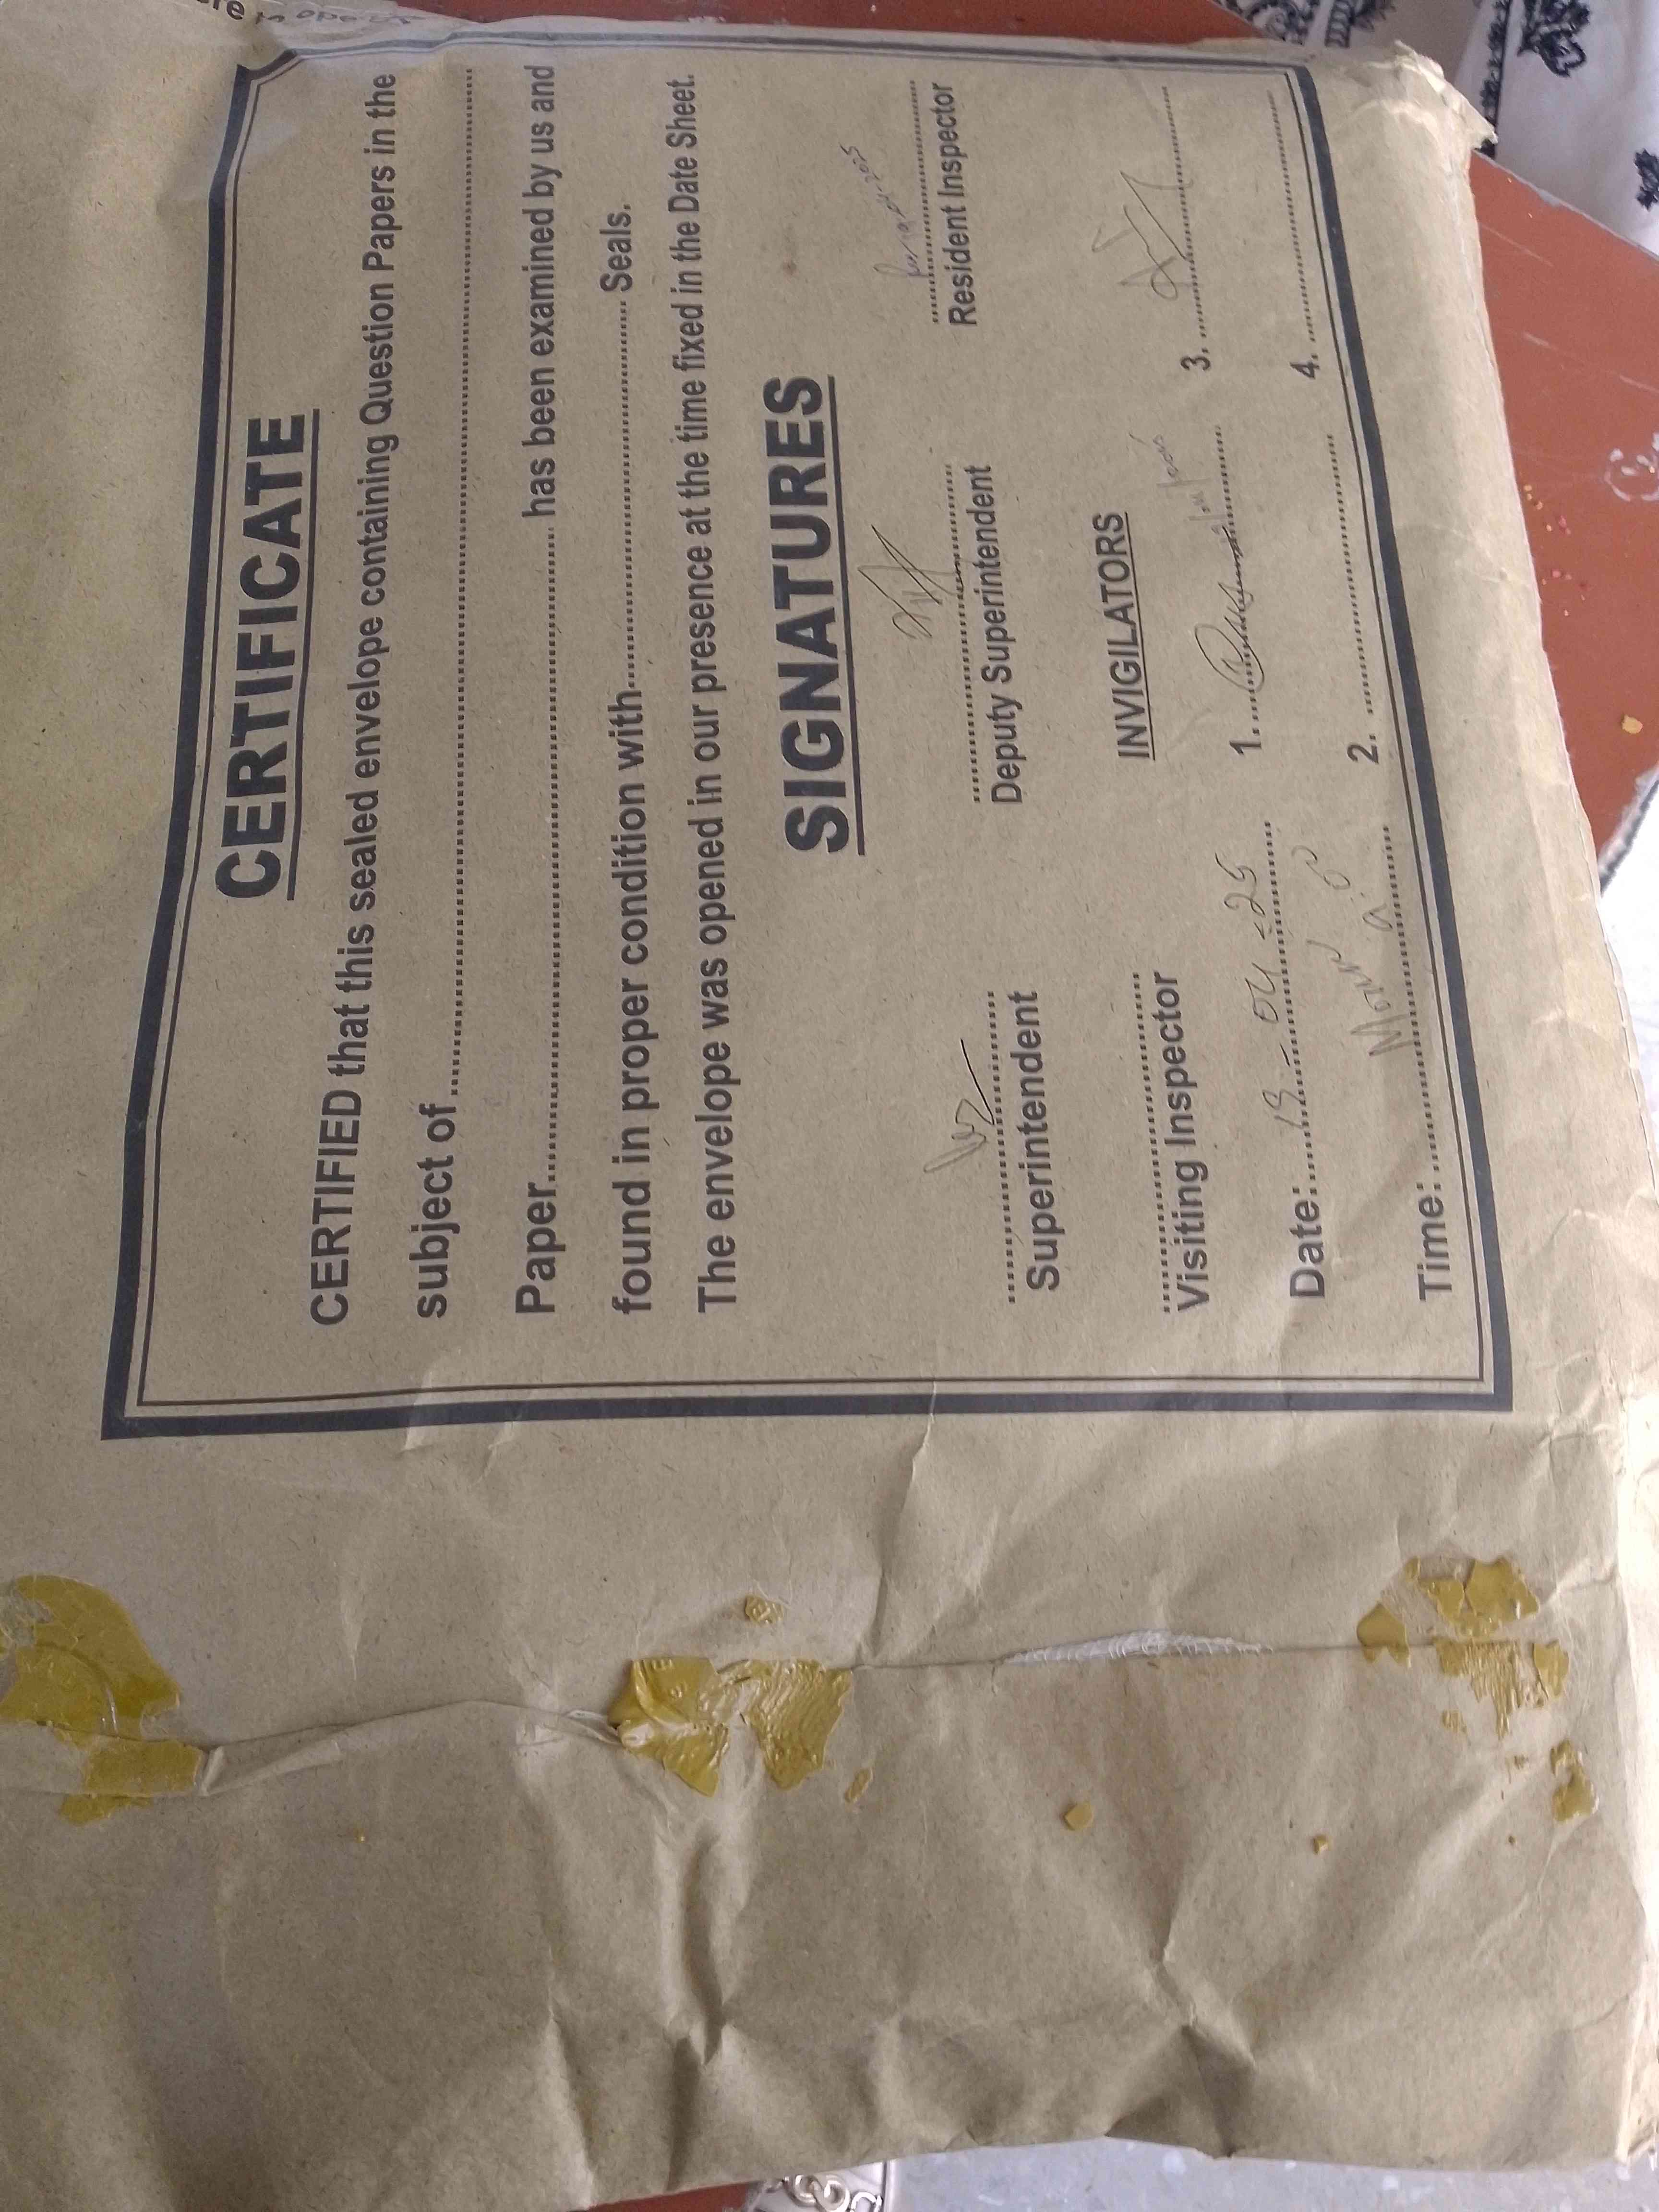 CERTIFICATE
CERTIFIED that this sealed envelope containing Question Papers in the
subject of
Paper has been examined by us and
found in proper condition with Seals.
The envelope was opened in our presence at the time fixed in the Date Sheet.
SIGNATURES
Superintendent Deputy Superintendent Resident Inspector
INVIGILATORS
Visiting Inspector 1. 3.
Date: 19-04-25 2. 4.
Time: